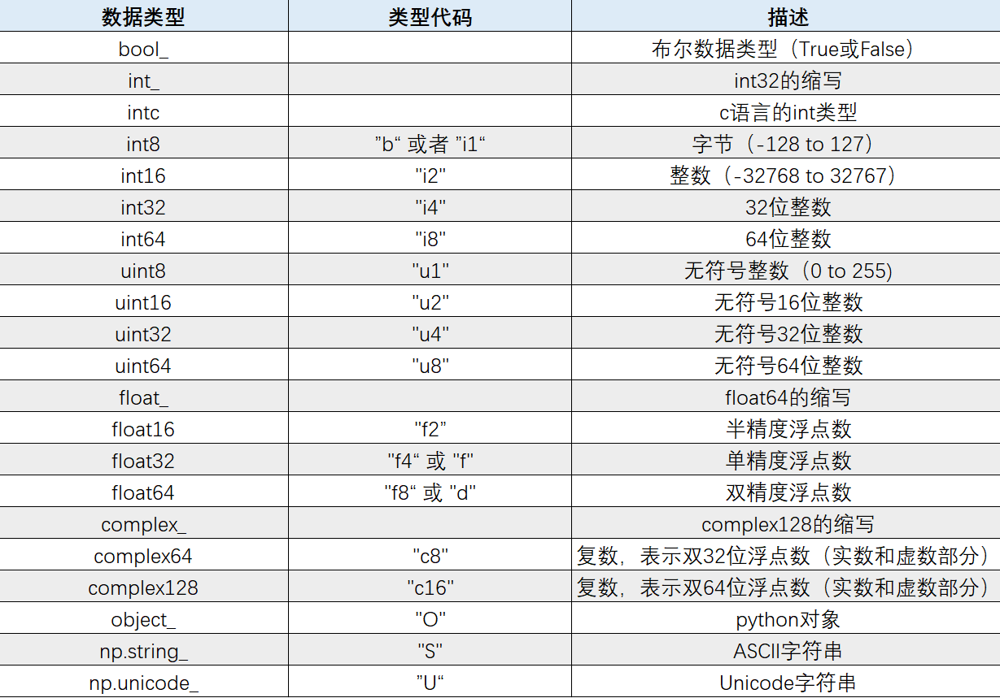 数据类型 类型代码 描述
bool_ 布尔数据类型（True或False）
int_ int32的缩写
intc c语言的int类型
int8 ”b“ 或者 ”i1“ 字节（-128 to 127）
int16 "i2" 整数（-32768 to 32767）
int32 "i4" 32位整数
int64 "i8" 64位整数
uint8 "u1" 无符号整数（0 to 255)
uint16 "u2" 无符号16位整数
uint32 "u4" 无符号32位整数
uint64 "u8" 无符号64位整数
float_ float64的缩写
float16 "f2” 半精度浮点数
float32 "f4“ 或 "f" 单精度浮点数
float64 "f8“ 或 "d" 双精度浮点数
complex_ complex128的缩写
complex64 "c8" 复数，表示双32位浮点数（实数和虚数部分）
complex128 "c16" 复数，表示双64位浮点数（实数和虚数部分）
object_ "O" python对象
np.string_ "S" ASCII字符串
np.unicode_ ”U“ Unicode字符串